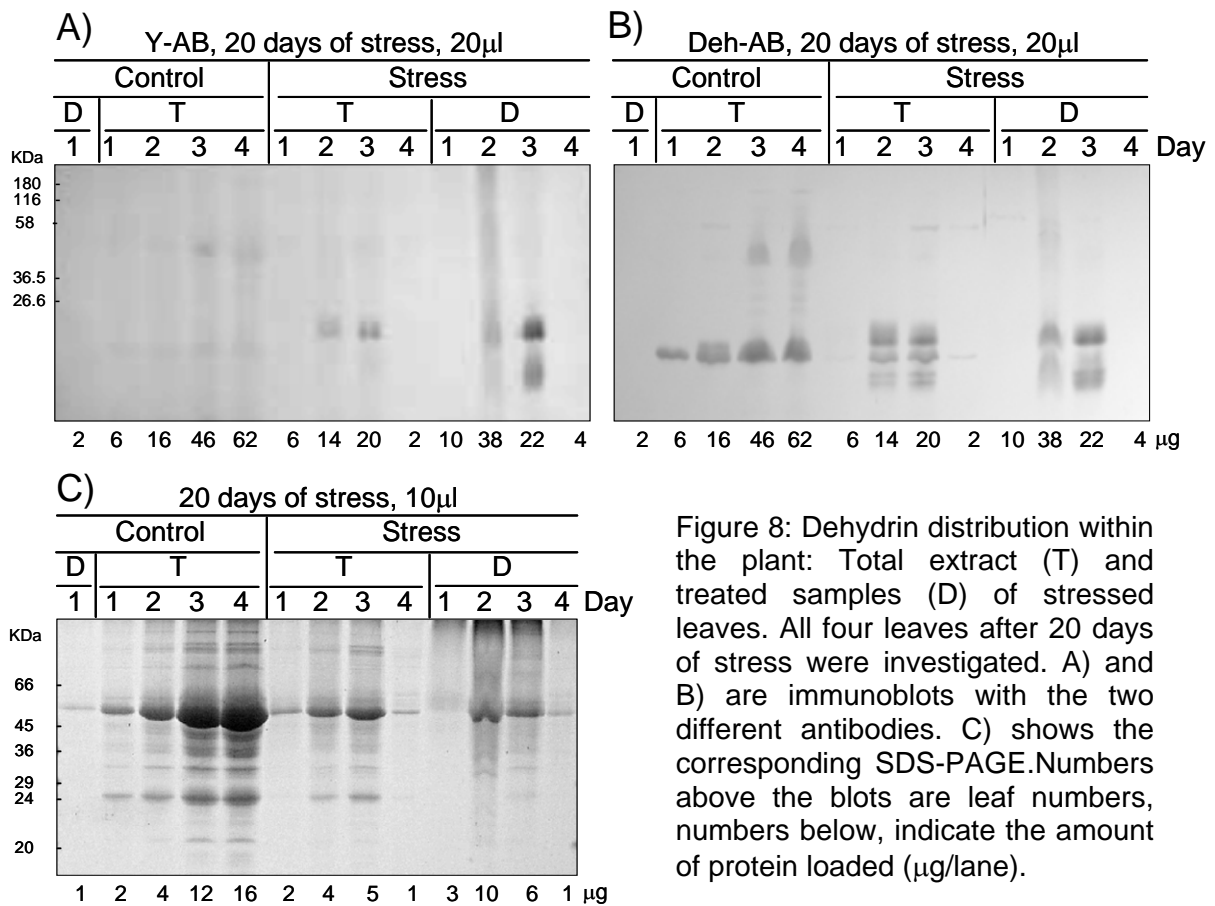 A)
Y-AB, 20 days of stress, 20μl
Control Stress
D T T D
1 1 2 3 4 1 2 3 4 1 2 3 4
KDa
180
116
58
36.5
26.6
2 6 16 46 62 6 14 20 2 10 38 22 4
B)
Deh-AB, 20 days of stress, 20μl
Control Stress
D T T D
1 1 2 3 4 1 2 3 4 1 2 3 4 Day
2 6 16 46 62 6 14 20 2 10 38 22 4 μg
C)
20 days of stress, 10μl
Control Stress
D T T D
1 1 2 3 4 1 2 3 4 1 2 3 4 Day
KDa
66
45
36
29
24
20
1 2 4 12 16 2 4 5 1 3 10 6 1 μg
Figure 8: Dehydrin distribution within
the plant: Total extract (T) and
treated samples (D) of stressed
leaves. All four leaves after 20 days
of stress were investigated. A) and
B) are immunoblots with the two
different antibodies. C) shows the
corresponding SDS-PAGE.Numbers
above the blots are leaf numbers,
numbers below, indicate the amount
of protein loaded (μg/lane).